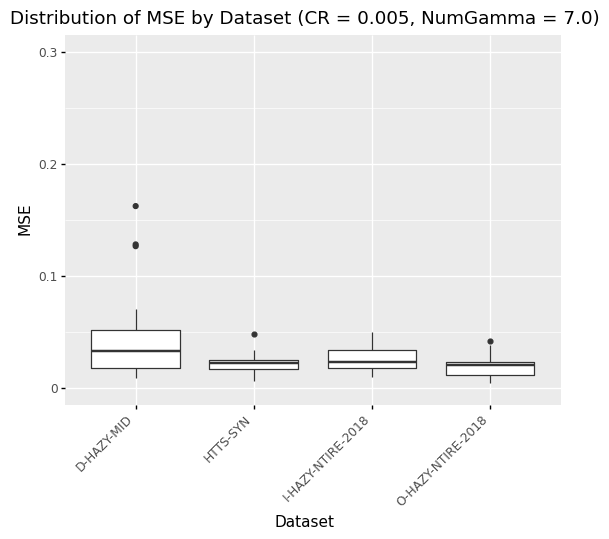 Distribution of MSE by Dataset (CR = 0.005, NumGamma = 7.0)
0.3
0.2
0.1
0
MSE
D-HAZY-MID
HTTS-SYN
I-HAZY-NTIRE-2018
O-HAZY-NTIRE-2018
Dataset